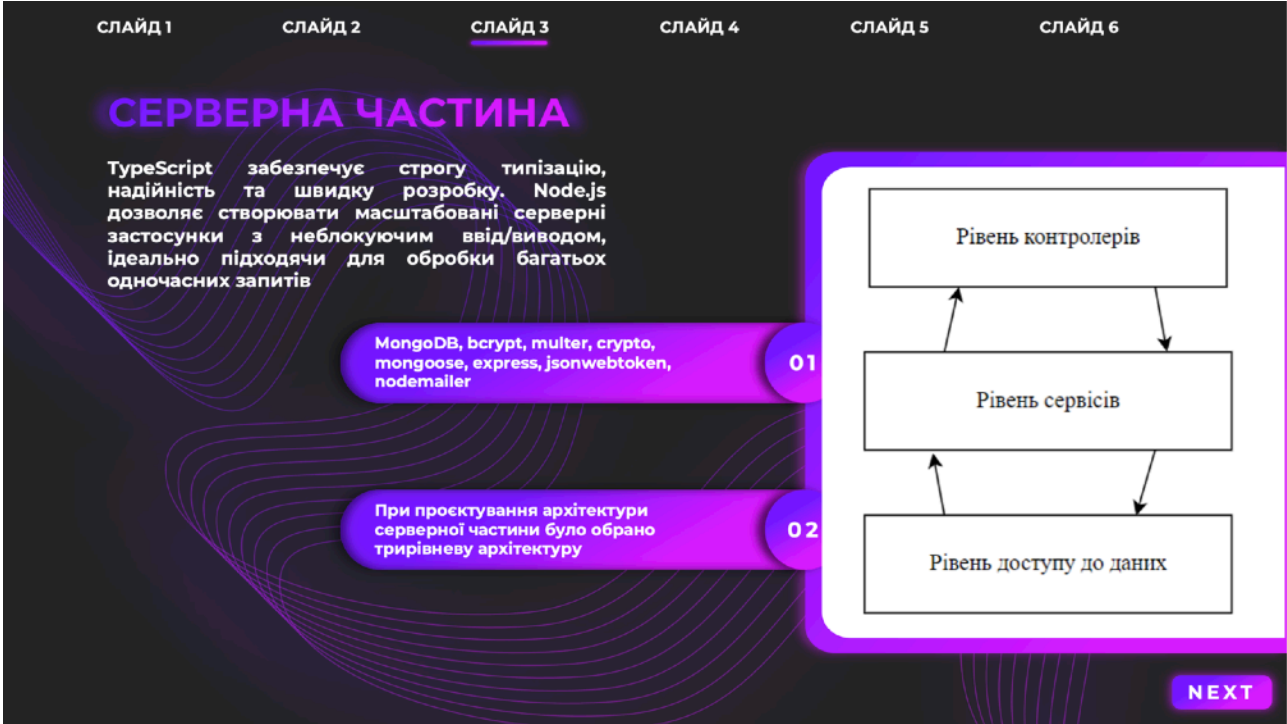 СЛАЙД 1
СЛАЙД 2
СЛАЙД 3
СЛАЙД 4
СЛАЙД 5
СЛАЙД 6
СЕРВЕРНА ЧАСТИНА
TypeScript забезпечує строгу типізацію,
надійність та швидку розробку. Node.js
дозволяє створювати масштабовані серверні
застосунки з неблокуючим ввід/виводом,
ідеально підходячи для обробки багатьох
одночасних запитів
MongoDB, bcrypt, multer, crypto,
mongoose, express, jsonwebtoken,
nodemailer
01
При проєктування архітектури
серверної частини було обрано
трирівневу архітектуру
02
Рівень контролерів
Рівень сервісів
Рівень доступу до даних
NEXT